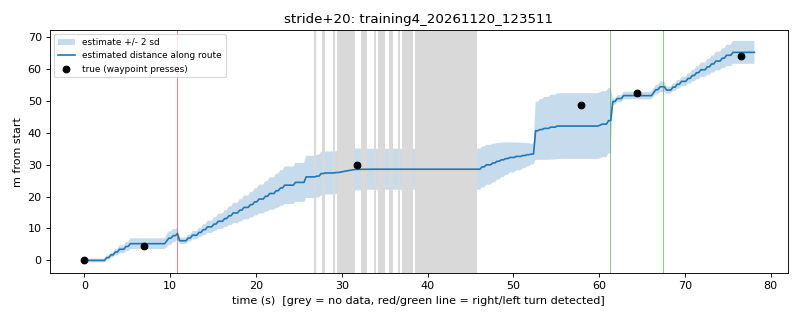 stride+20: training4_20261120_123511
estimate +/- 2 sd
estimated distance along route
true (waypoint presses)
m from start
70
60
50
40
30
20
10
0
0 10 20 30 40 50 60 70 80
time (s) [grey = no data, red/green line = right/left turn detected]